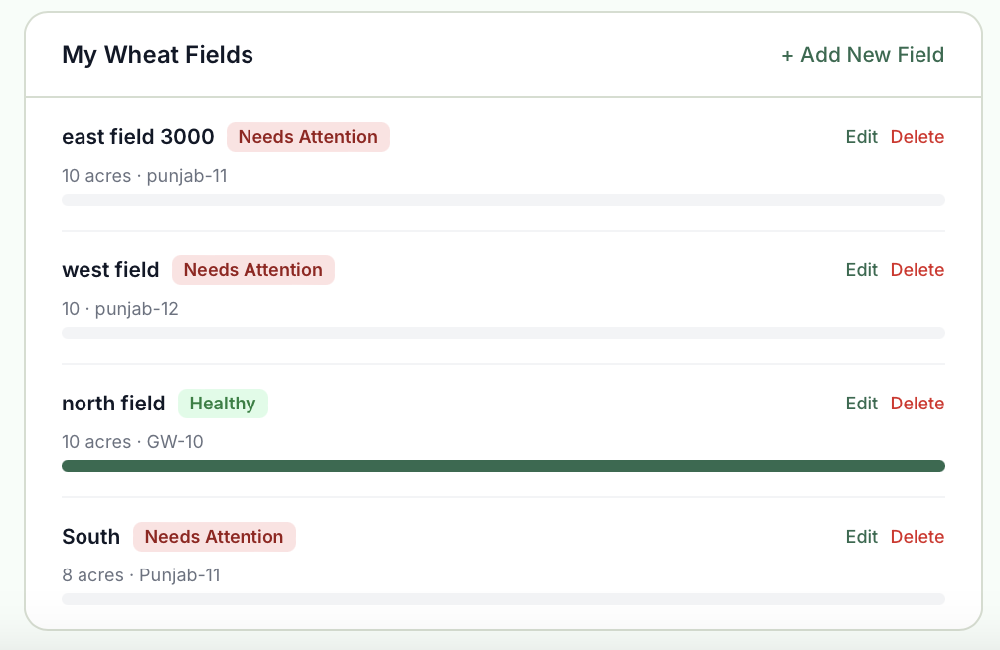 My Wheat Fields + Add New Field
east field 3000 Needs Attention Edit Delete
10 acres · punjab-11
west field Needs Attention Edit Delete
10 · punjab-12
north field Healthy Edit Delete
10 acres · GW-10
South Needs Attention Edit Delete
8 acres · Punjab-11